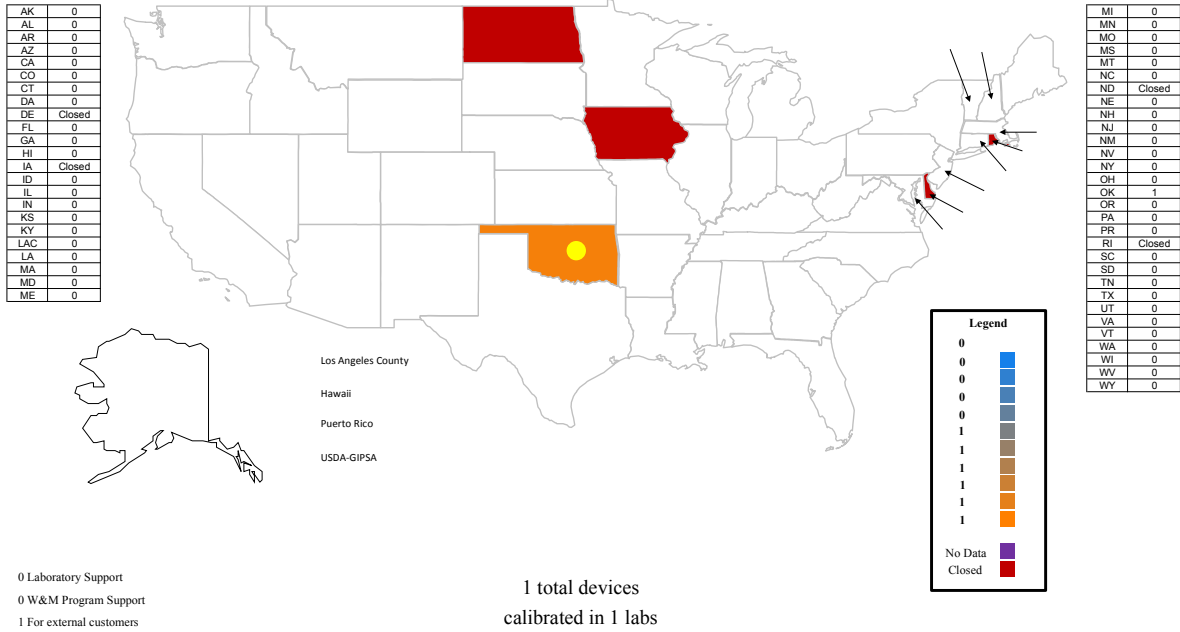 AK 0
AL 0
AR 0
AZ 0
CA 0
CO 0
CT 0
DA 0
DE Closed
FL 0
GA 0
HI 0
IA Closed
ID 0
IL 0
IN 0
KS 0
KY 0
LAC 0
LA 0
MA 0
MD 0
ME 0
MI 0
MN 0
MO 0
MS 0
MT 0
NC 0
ND Closed
NE 0
NH 0
NJ 0
NM 0
NV 0
NY 0
OH 0
OK 1
OR 0
PA 0
PR 0
RI Closed
SC 0
SD 0
TN 0
TX 0
UT 0
VA 0
VT 0
WA 0
WI 0
WV 0
WY 0
Los Angeles County
Hawaii
Puerto Rico
USDA-GIPSA
Legend
0
0
0
0
0
1
1
1
1
1
1
No Data
Closed
0 Laboratory Support
0 W&M Program Support
1 For external customers
1 total devices
calibrated in 1 labs